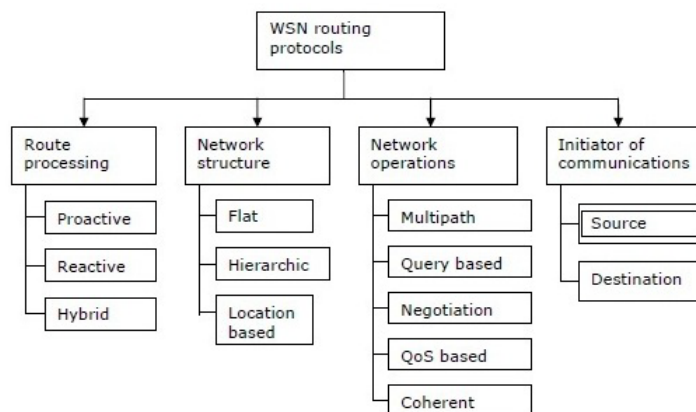 WSN routing
protocols
Route
processing
Proactive
Reactive
Hybrid
Network
structure
Flat
Hierarchic
Location
based
Network
operations
Multipath
Query based
Negotiation
QoS based
Coherent
Initiator of
communications
Source
Destination